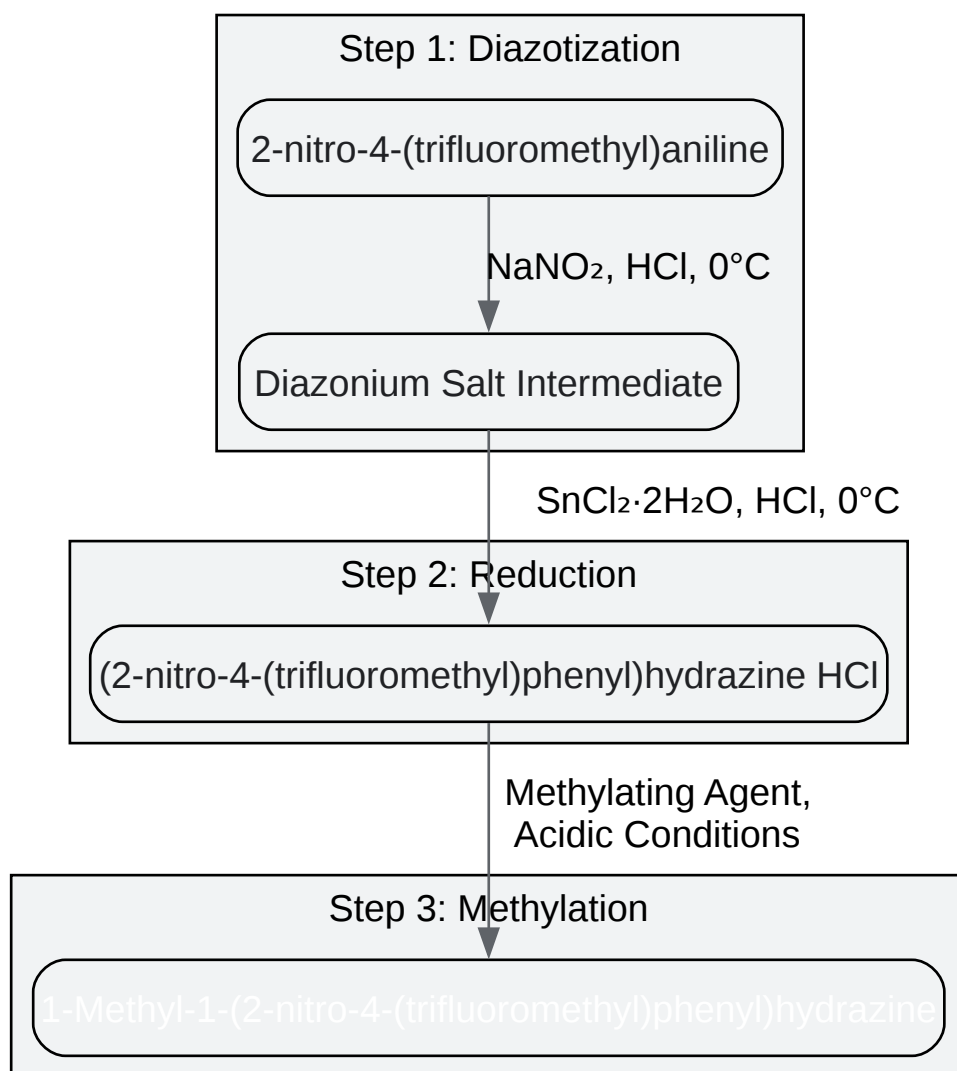 Step 1: Diazotization
2-nitro-4-(trifluoromethyl)aniline
NaNO₂, HCl, 0°C
Diazonium Salt Intermediate
SnCl₂·2H₂O, HCl, 0°C
Step 2: Reduction
(2-nitro-4-(trifluoromethyl)phenyl)hydrazine HCl
Methylating Agent,
Acidic Conditions
Step 3: Methylation
1-Methyl-1-(2-nitro-4-(trifluoromethyl)phenyl)hydrazine